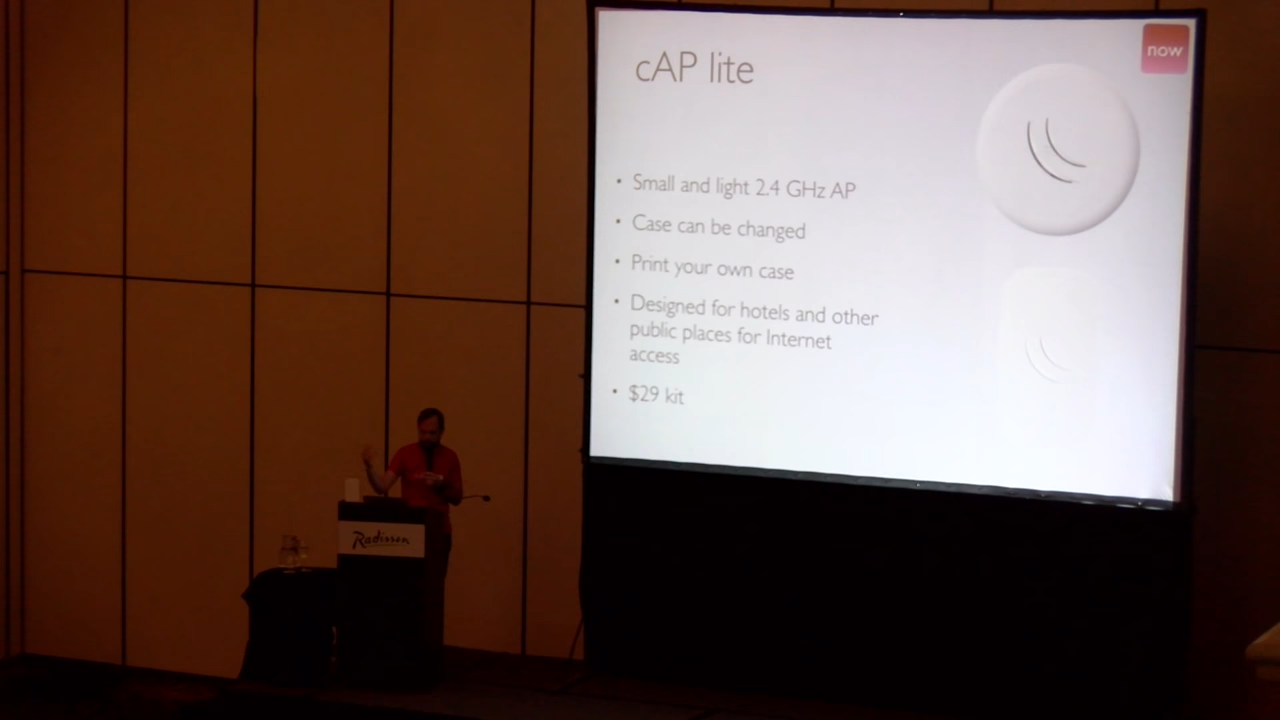 now
cAP lite
• Small and light 2.4 GHz AP
• Case can be changed
• Print your own case
• Designed for hotels and other
public places for Internet
access
• $29 kit
Radisson